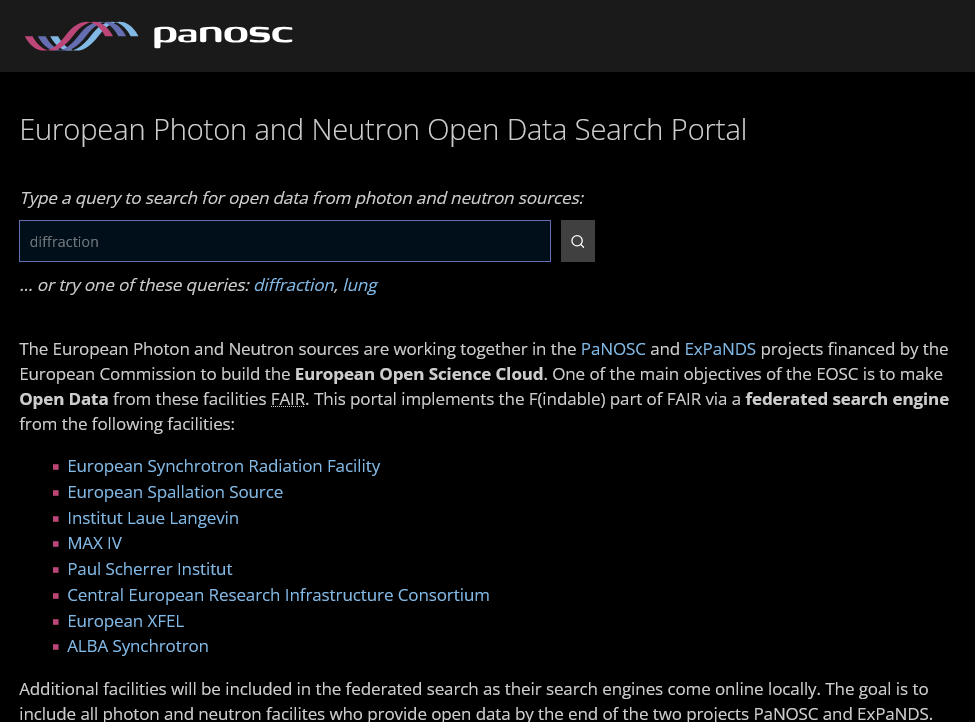 panosc
European Photon and Neutron Open Data Search Portal
Type a query to search for open data from photon and neutron sources:
diffraction
... or try one of these queries: diffraction, lung
The European Photon and Neutron sources are working together in the PaNOSC and ExPaNDS projects financed by the
European Commission to build the European Open Science Cloud. One of the main objectives of the EOSC is to make
Open Data from these facilities FAIR. This portal implements the F(indable) part of FAIR via a federated search engine
from the following facilities:
European Synchrotron Radiation Facility
European Spallation Source
Institut Laue Langevin
MAX IV
Paul Scherrer Institut
Central European Research Infrastructure Consortium
European XFEL
ALBA Synchrotron
Additional facilities will be included in the federated search as their search engines come online locally. The goal is to
include all photon and neutron facilites who provide open data by the end of the two projects PaNOSC and ExPaNDS.